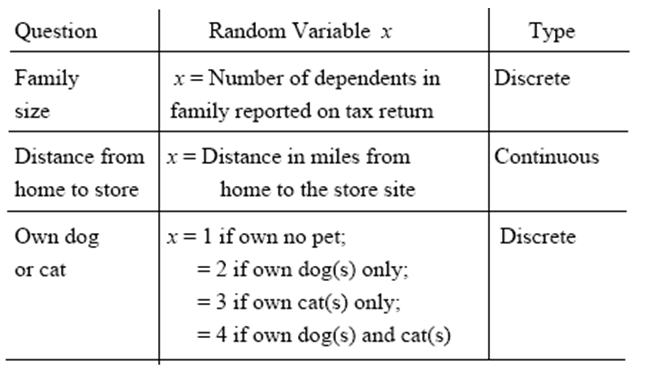 Question Random Variable x Type
Family x = Number of dependents in Discrete
size family reported on tax return
Distance from x = Distance in miles from Continuous
home to store home to the store site
Own dog x = 1 if own no pet; Discrete
or cat = 2 if own dog(s) only;
= 3 if own cat(s) only;
= 4 if own dog(s) and cat(s)